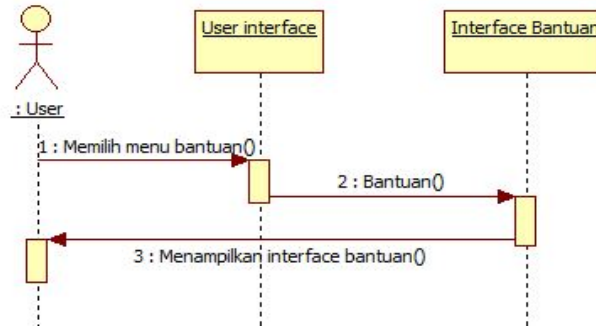 User interface
Interface Bantuan
: User
1 : Memilih menu bantuan()
2 : Bantuan()
3 : Menampilkan interface bantuan()